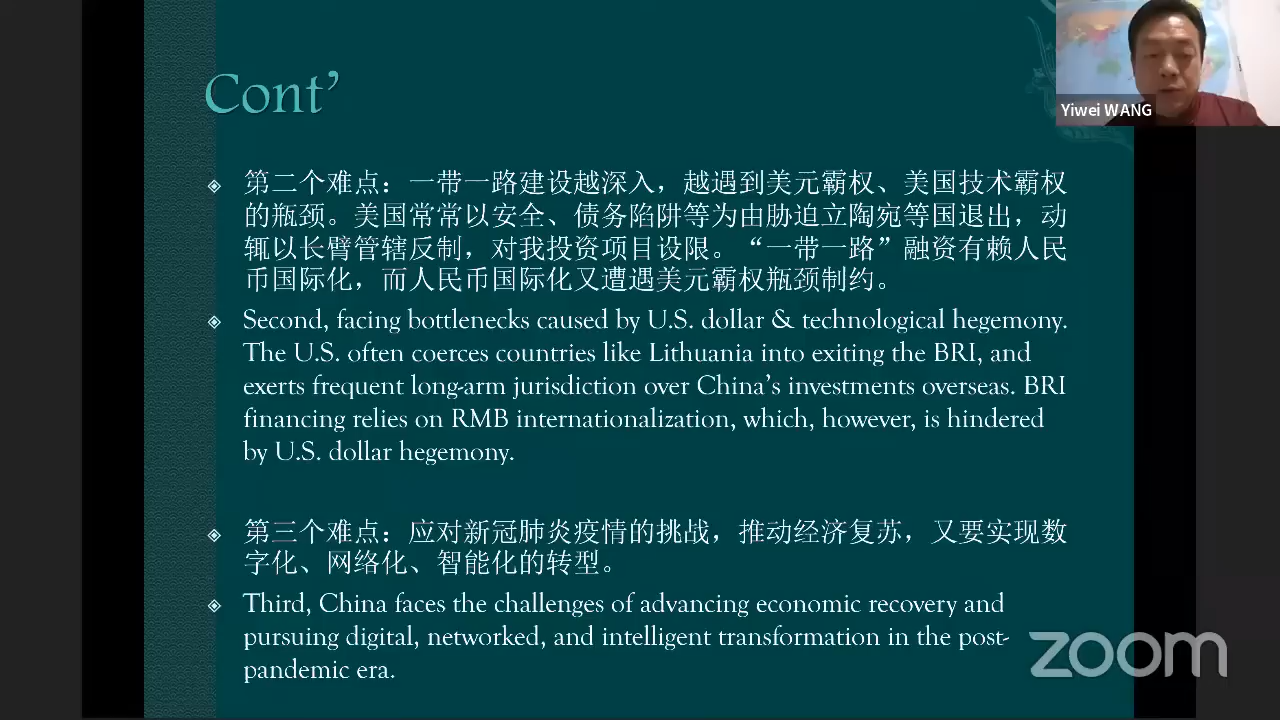 Cont’
Yiwei WANG
第二个难点：一带一路建设越深入，越遇到美元霸权、美国技术霸权
的瓶颈。美国常常以安全、债务陷阱等为由胁迫立陶宛等国退出，动
辄以长臂管辖反制，对我投资项目设限。“一带一路”融资有赖人民
币国际化，而人民币国际化又遭遇美元霸权瓶颈制约。
Second, facing bottlenecks caused by U.S. dollar & technological hegemony.
The U.S. often coerces countries like Lithuania into exiting the BRI, and
exerts frequent long-arm jurisdiction over China’s investments overseas. BRI
financing relies on RMB internationalization, which, however, is hindered
by U.S. dollar hegemony.
第三个难点：应对新冠肺炎疫情的挑战，推动经济复苏，又要实现数
字化、网络化、智能化的转型。
Third, China faces the challenges of advancing economic recovery and
pursuing digital, networked, and intelligent transformation in the post-
pandemic era.
zoom